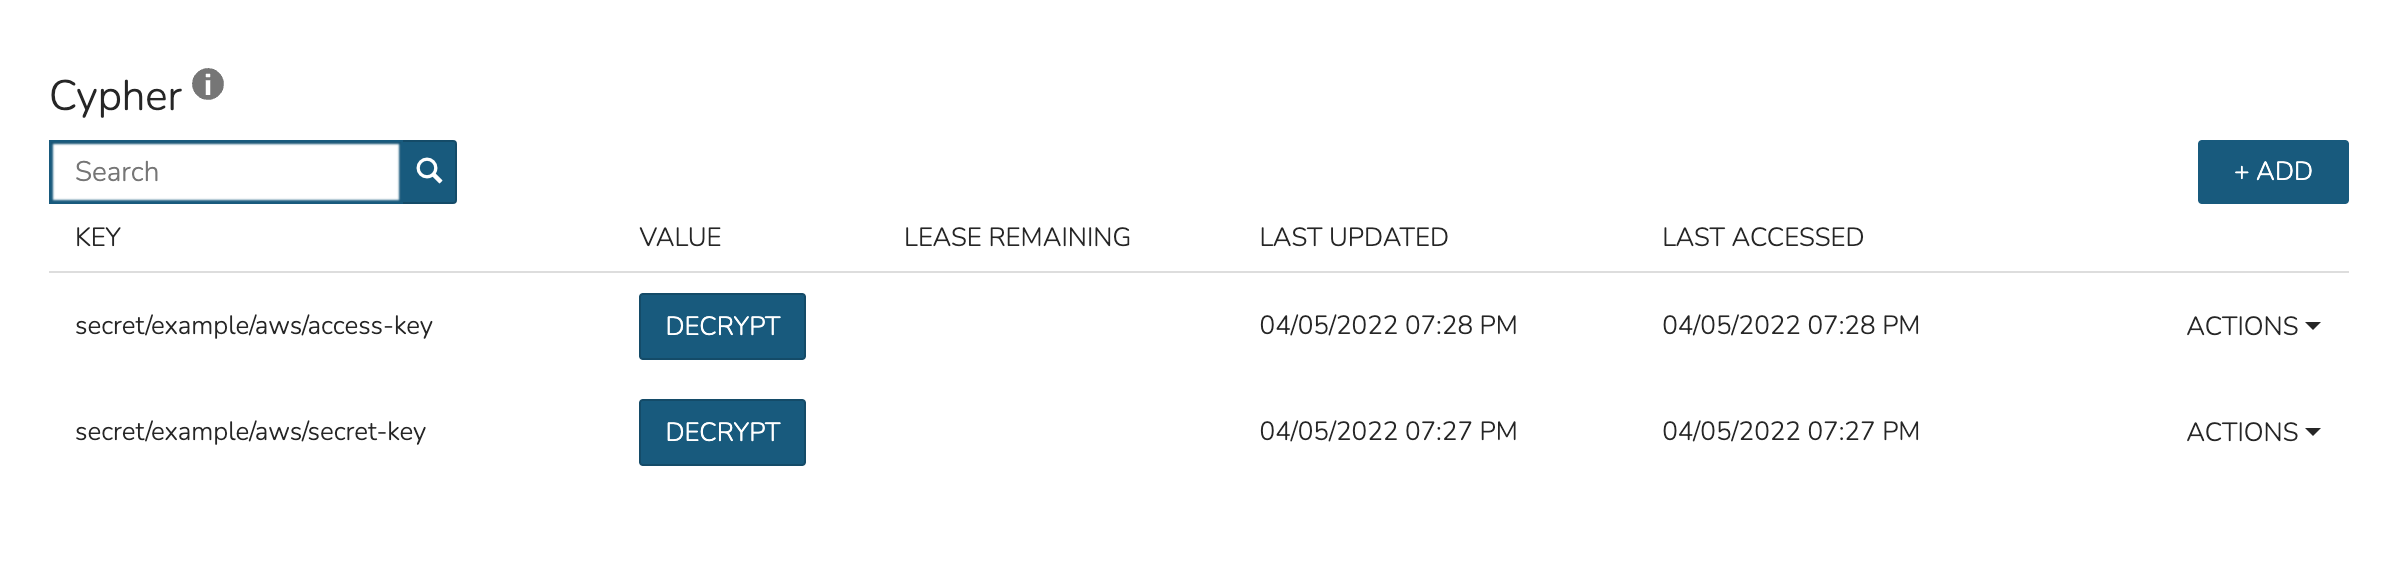 Cypher
Search
+ ADD
KEY VALUE LEASE REMAINING LAST UPDATED LAST ACCESSED
secret/example/aws/access-key DECRYPT 04/05/2022 07:28 PM 04/05/2022 07:28 PM ACTIONS
secret/example/aws/secret-key DECRYPT 04/05/2022 07:27 PM 04/05/2022 07:27 PM ACTIONS